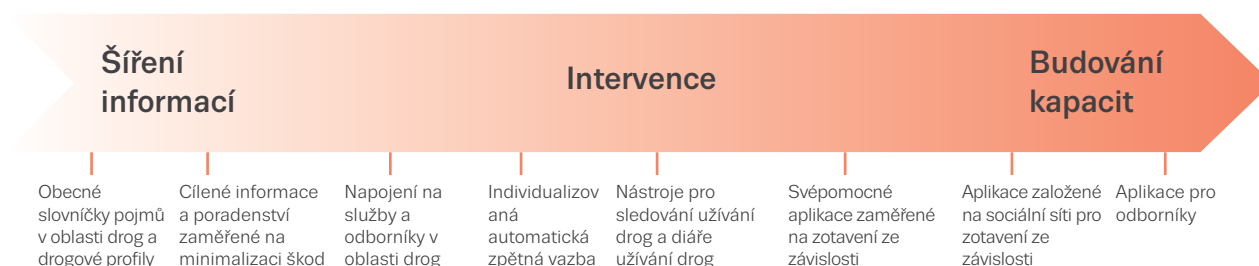 Šíření
informací
Intervence
Budování
kapacit
Obecné
slovníčky pojmů
v oblasti drog a
drogové profily
Cílené informace
a poradenství
zaměřené na
minimalizaci škod
Napojení na
služby a
odborníky v
oblasti drog
Individualizov
aná
automatická
zpětná vazba
Nástroje pro
sledování užívání
drog a diáře
užívání drog
Svépomocné
aplikace zaměřené
na zotavení ze
závislosti
Aplikace založené
na sociální síti pro
zotavení ze
závislosti
Aplikace pro
odborníky